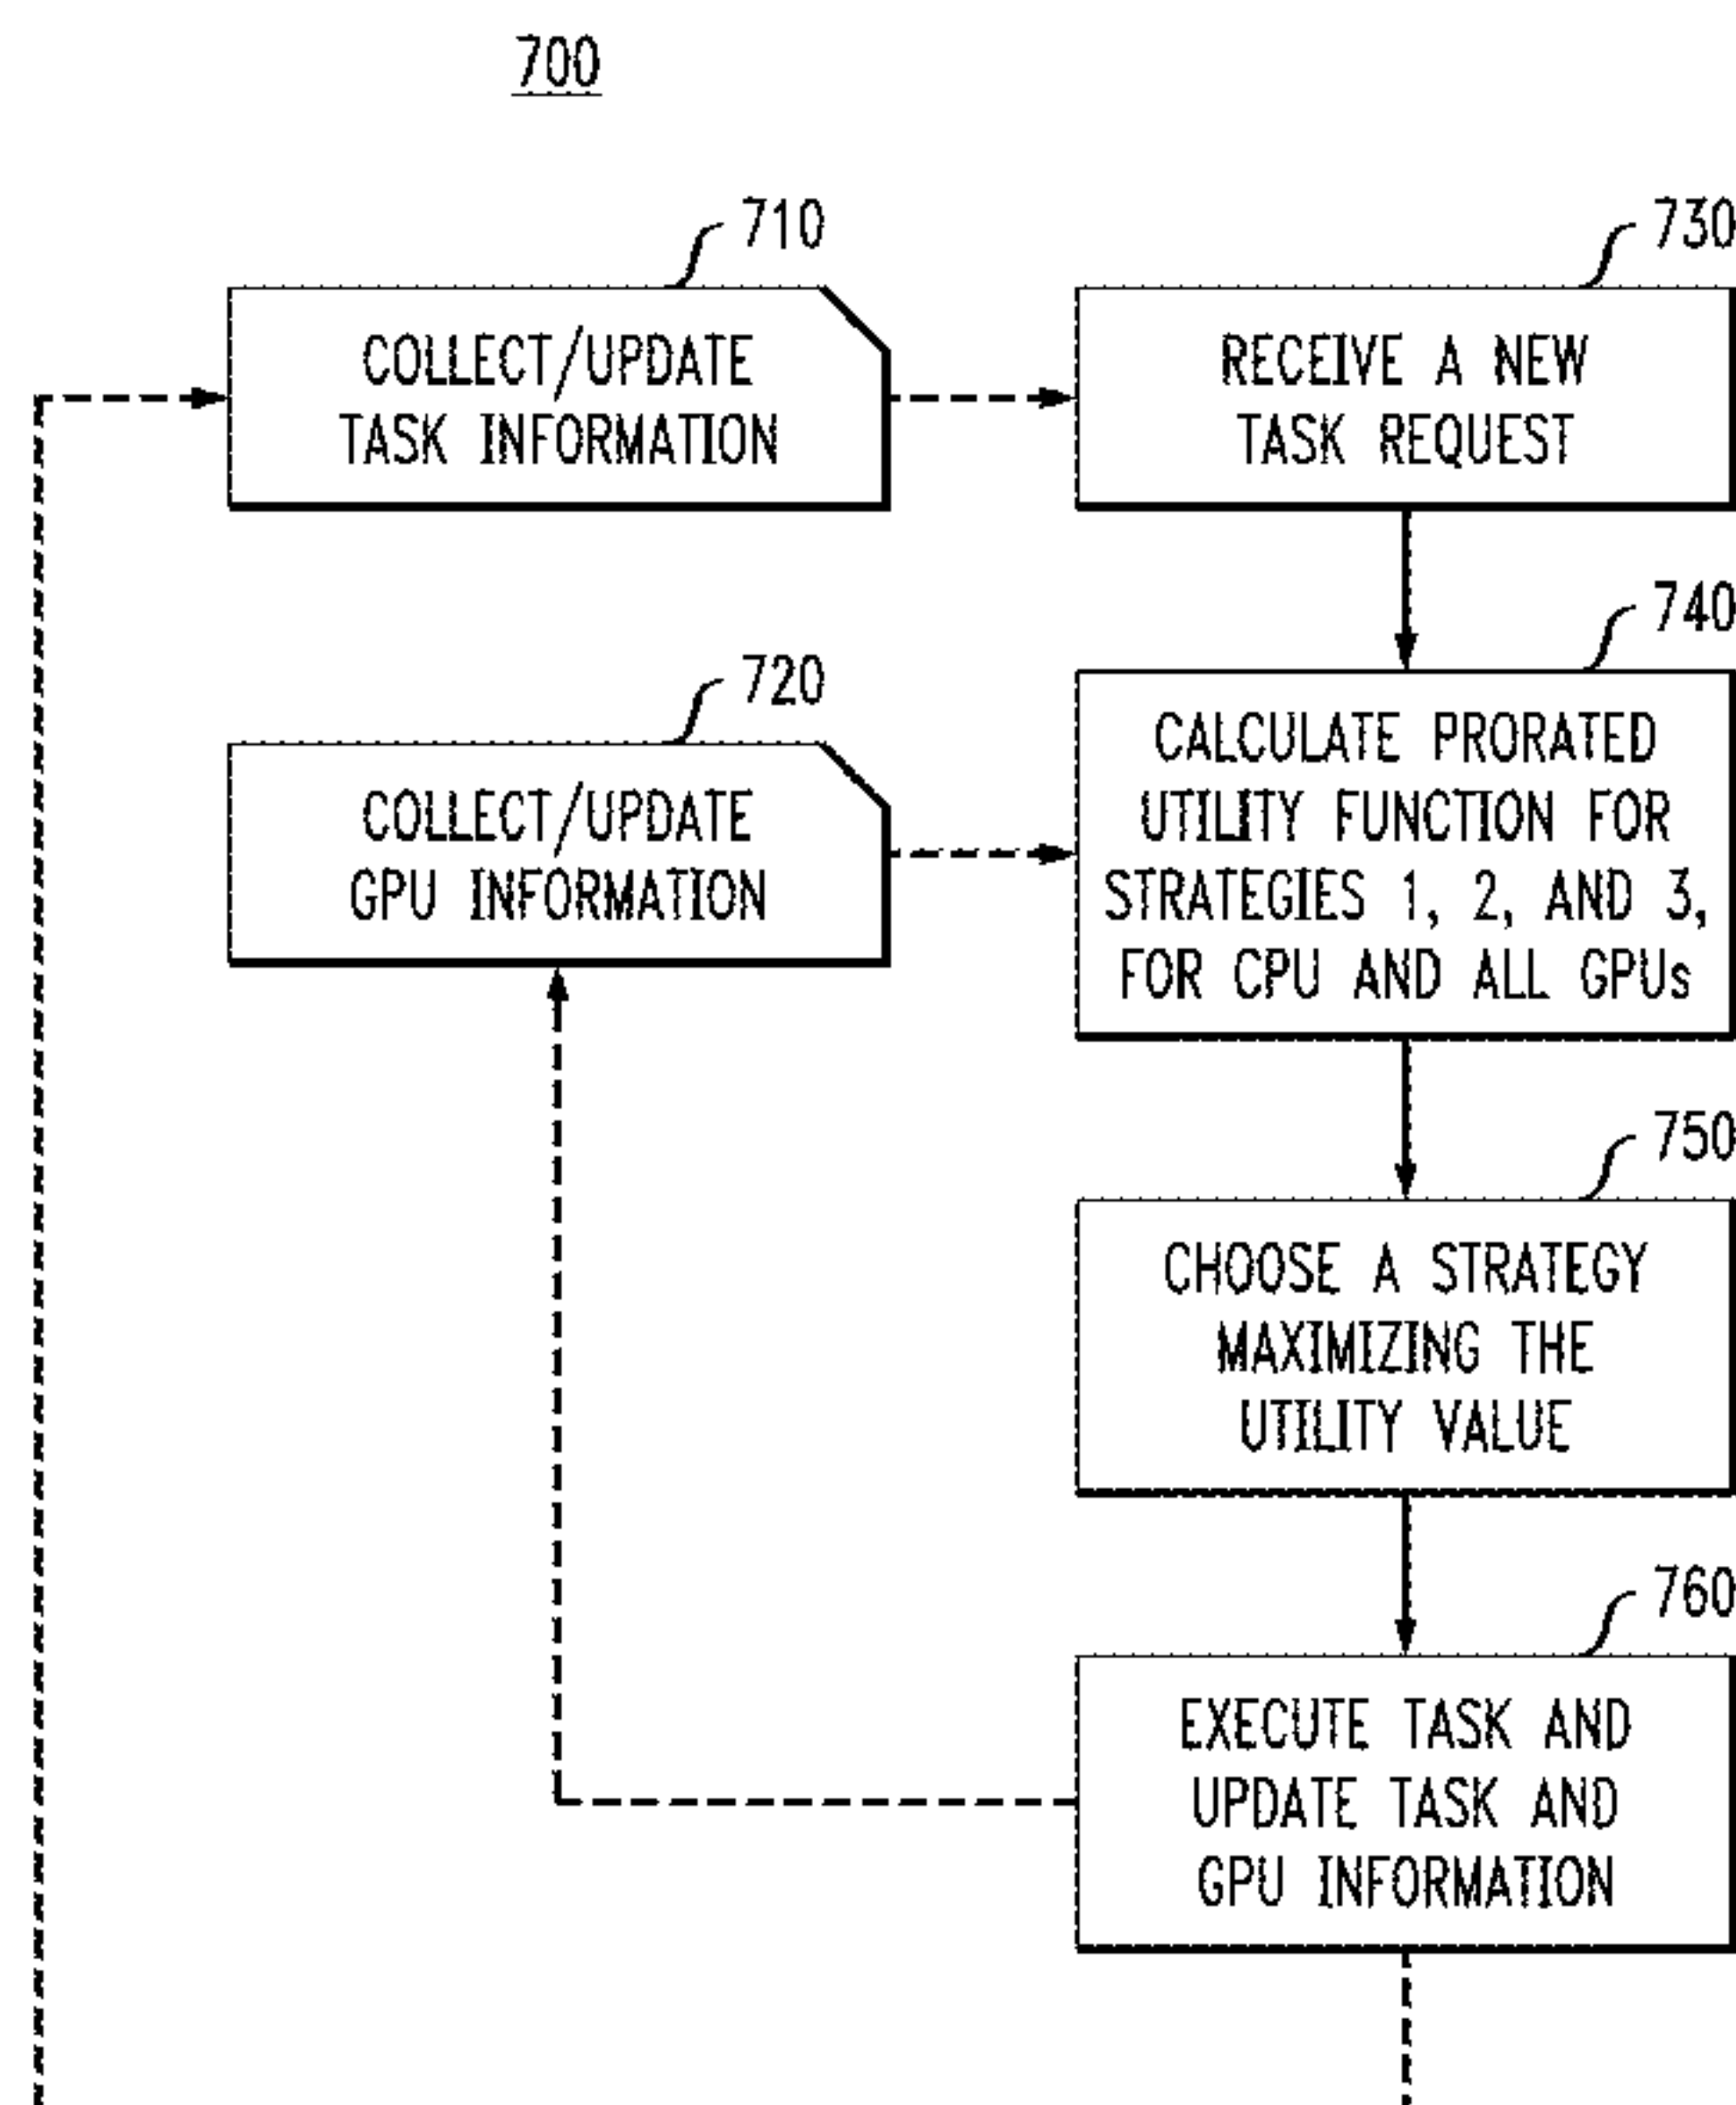 700
710
COLLECT/UPDATE
TASK INFORMATION
730
RECEIVE A NEW
TASK REQUEST
720
COLLECT/UPDATE
GPU INFORMATION
740
CALCULATE PRORATED
UTILITY FUNCTION FOR
STRATEGIES 1, 2, AND 3,
FOR CPU AND ALL GPUs
750
CHOOSE A STRATEGY
MAXIMIZING THE
UTILITY VALUE
760
EXECUTE TASK AND
UPDATE TASK AND
GPU INFORMATION